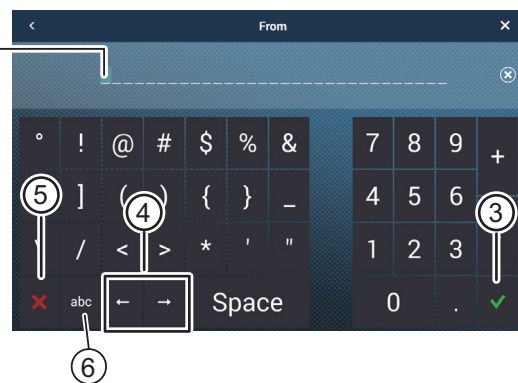 < From ×
° ! @ # $ % & 7 8 9 +
] { } _ 4 5 6
/ < > * ' " 1 2 3
× abc ← → Space 0 . ✓
5
4
3
6